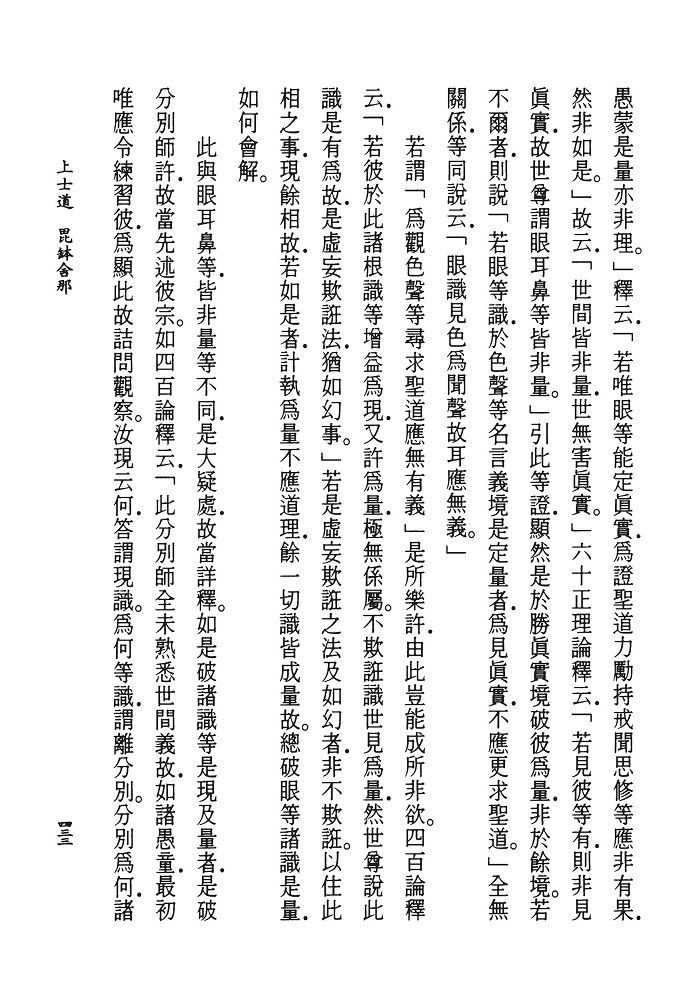 愚蒙是量亦非理。」釋云.「若唯眼等能定眞實.爲證聖道力勵持戒聞思修等應非有果.
然非如是。」故云.「世間皆非量.世無害眞實。」六十正理論釋云.「若見彼等有.則非見
眞實.故世尊謂眼耳鼻等皆非量。」引此等證.顯然是於勝眞實境破彼爲量.非於餘境。若
不爾者.則說「若眼等識.於色聲等名言義境是定量者.爲見眞實.不應更求聖道。」全無
關係.等同說云.「眼識見色爲聞聲故耳應無義。」
若謂「爲觀色聲等尋求聖道應無有義」是所樂許.由此豈能成所非欲。四百論釋
云.「若彼於此諸根識等增益爲現.又許爲量.極無係屬。不欺誑識世見爲量.然世尊說此
識是有爲故.是虛妄欺誑法.猶如幻事。」若是虛妄欺誑之法及如幻者.非不欺誑。以住此
相之事.現餘相故.若如是者.計執爲量不應道理.餘一切識皆成量故。總破眼等諸識是量.
如何會解。
此與眼耳鼻等.皆非量等不同.是大疑處.故當詳釋。如是破諸識等是現及量者.是破
分別師許.故當先述彼宗。如四百論釋云.「此分別師全未熟悉世間義故.如諸愚童.最初
唯應令練習彼.爲顯此故詰問觀察。汝現云何.答謂現識。爲何等識.謂離分別。分別爲何.諸
上士道　毘鉢舍那
四三三